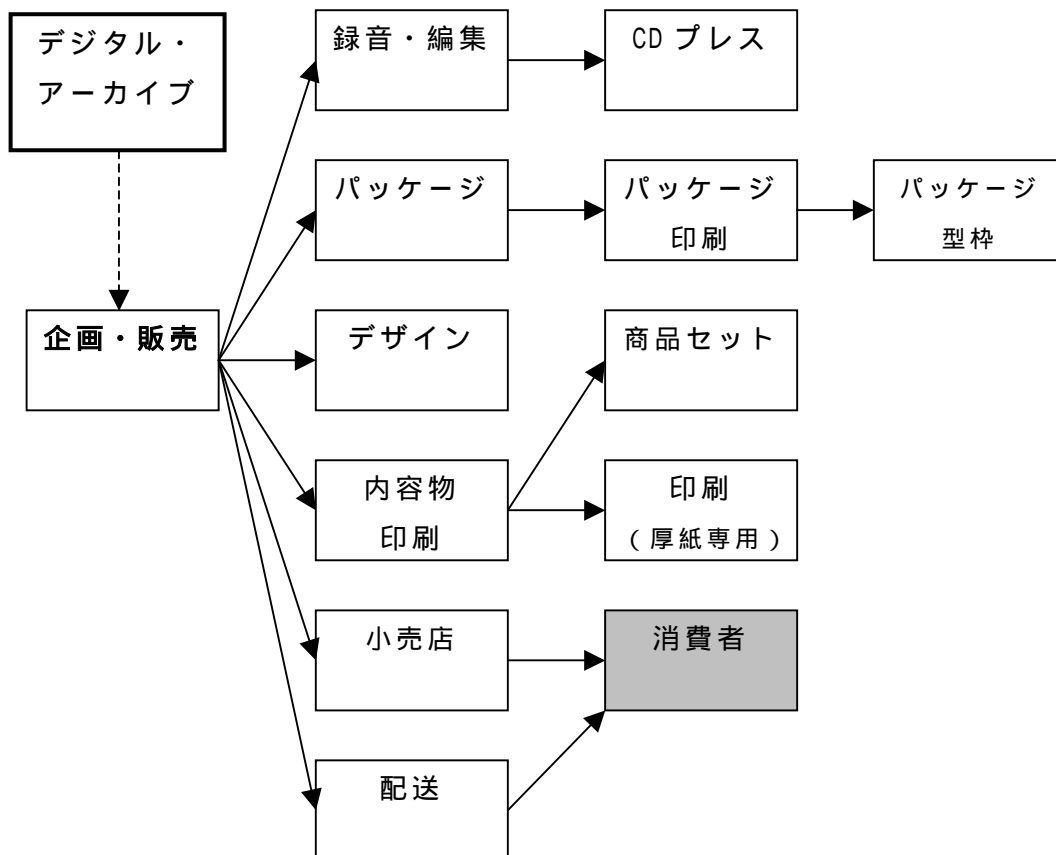 デジタル・
アーカイブ
録音・編集
CDプレス
パッケージ
パッケージ
印刷
パッケージ
型枠
企画・販売
デザイン
商品セット
内容物
印刷
印刷
(厚紙専用)
小売店
消費者
配送